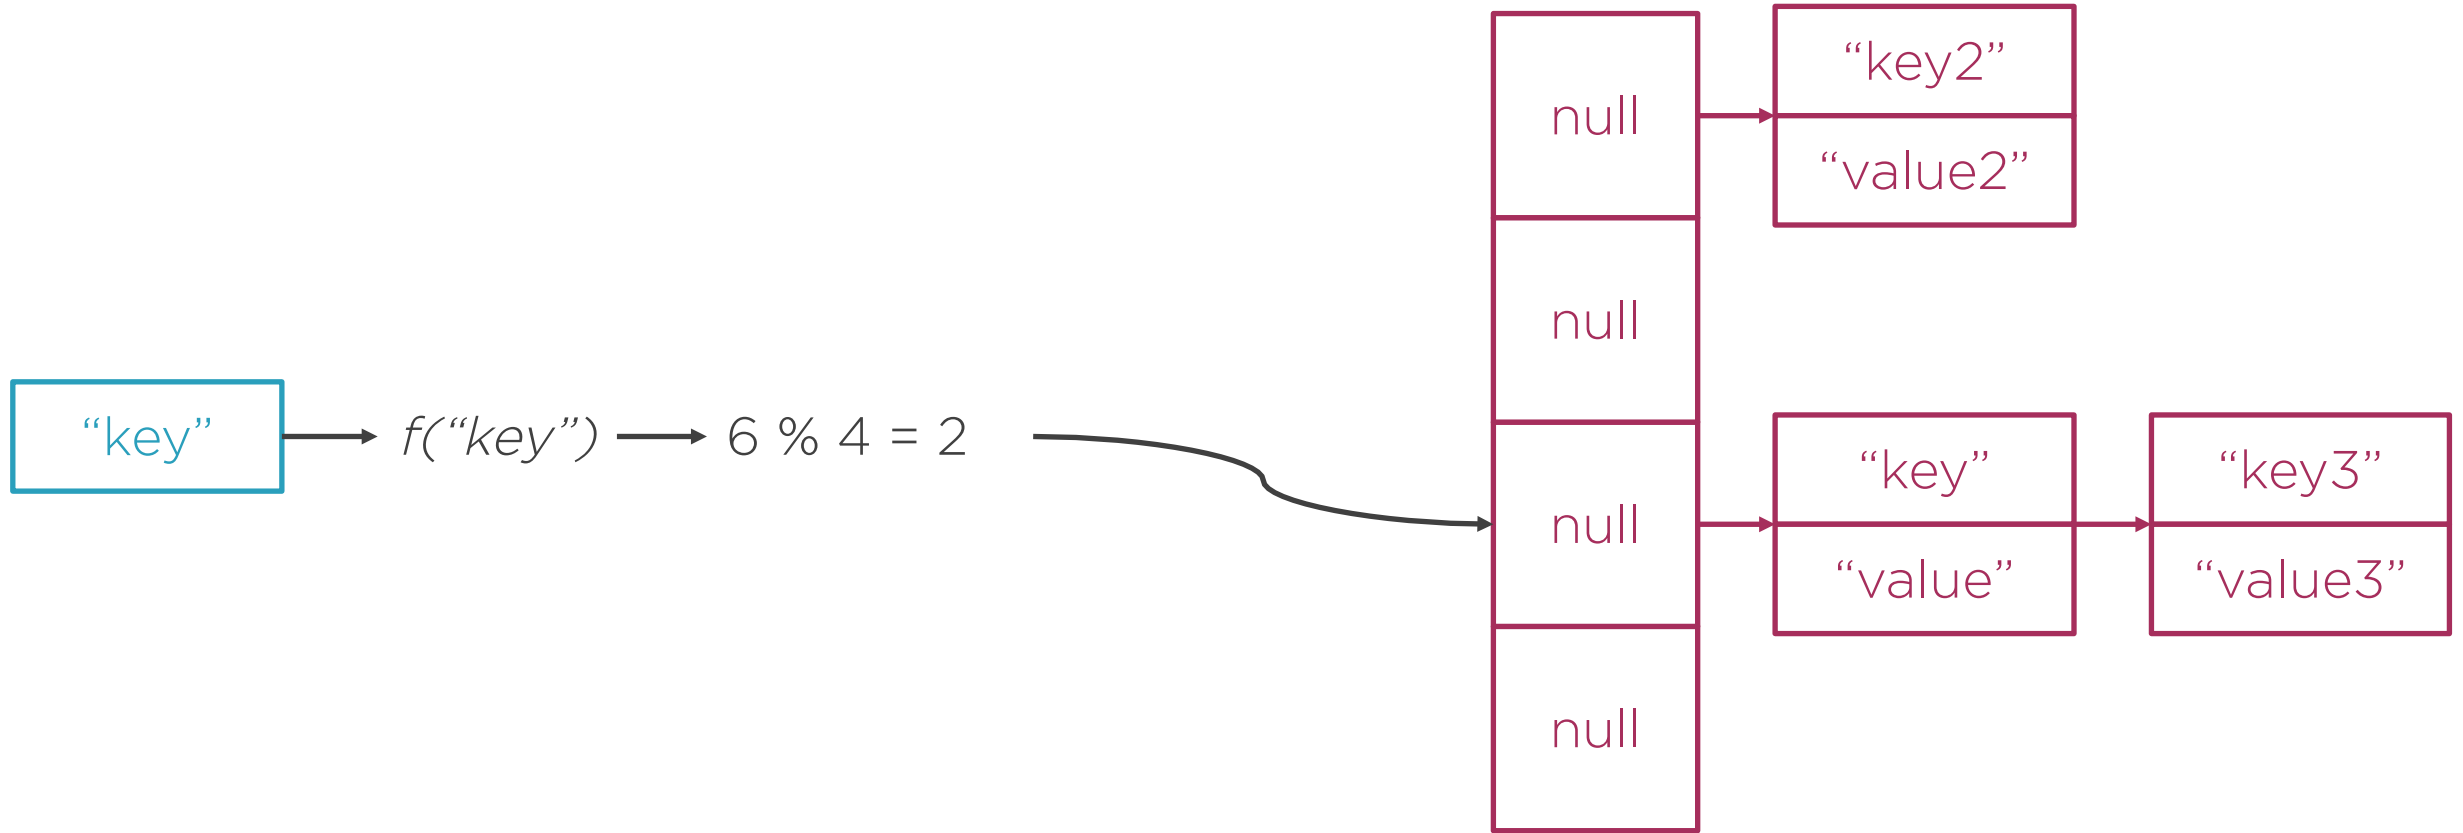 “key”
f(“key”)
6 % 4 = 2
null
null
null
null
“key2”
“value2”
“key”
“value”
“key3”
“value3”